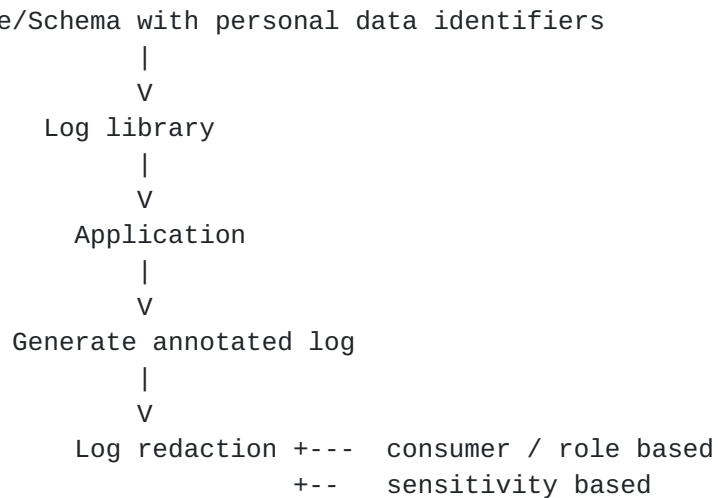 e/Schema with personal data identifiers
|
V
Log library
|
V
Application
|
V
Generate annotated log
|
V
Log redaction +--- consumer / role based
+-- sensitivity based